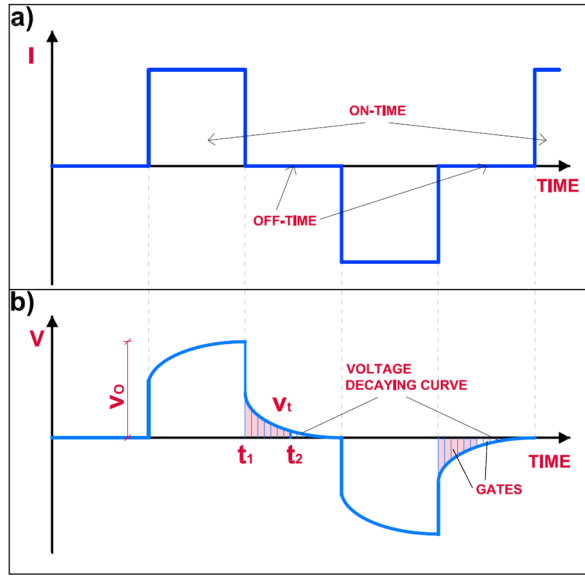 a)
I
ON-TIME
TIME
OFF-TIME
b)
V
VOLTAGE
DECAYING CURVE
Vo
Vt
t1
t2
TIME
GATES